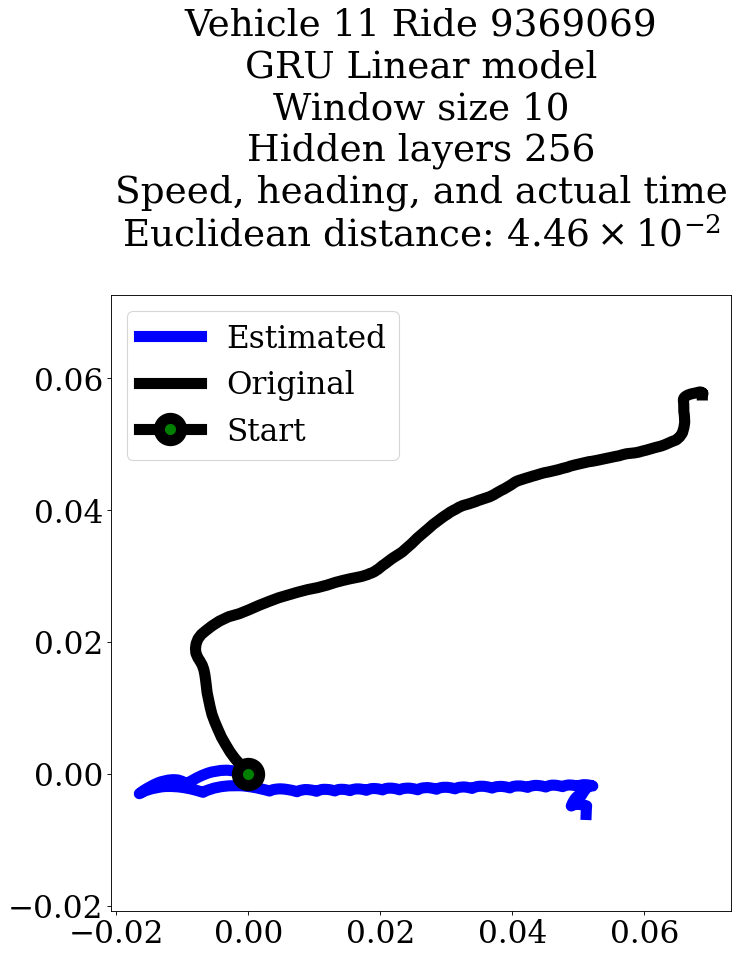 Vehicle 11 Ride 9369069
GRU Linear model
Window size 10
Hidden layers 256
Speed, heading, and actual time
Euclidean distance: 4.46 × 10⁻²
Estimated
Original
Start
0.06
0.04
0.02
0.00
−0.02
−0.02 0.00 0.02 0.04 0.06